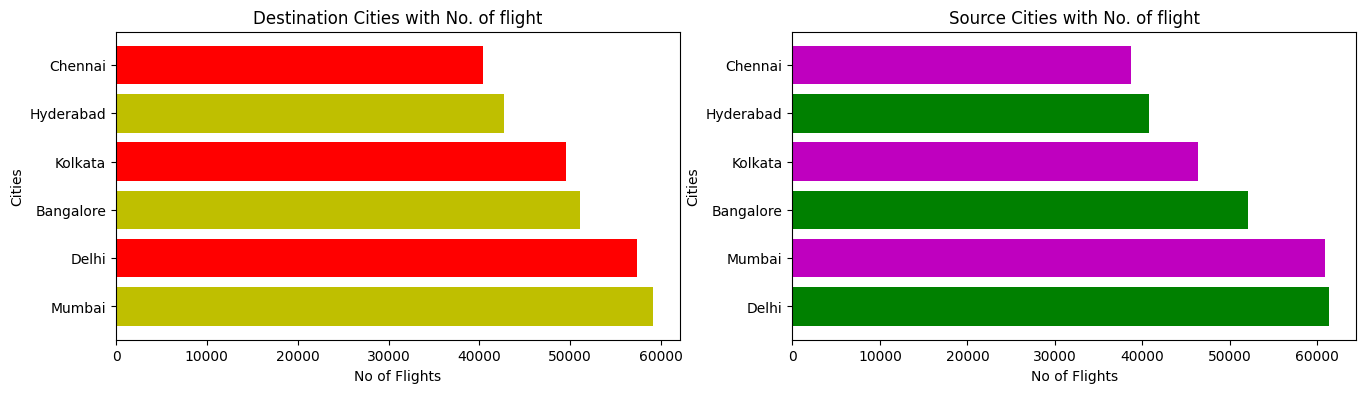 Destination Cities with No. of flight
Cities
Chennai
Hyderabad
Kolkata
Bangalore
Delhi
Mumbai
0 10000 20000 30000 40000 50000 60000
No of Flights
Source Cities with No. of flight
Cities
Chennai
Hyderabad
Kolkata
Bangalore
Mumbai
Delhi
0 10000 20000 30000 40000 50000 60000
No of Flights